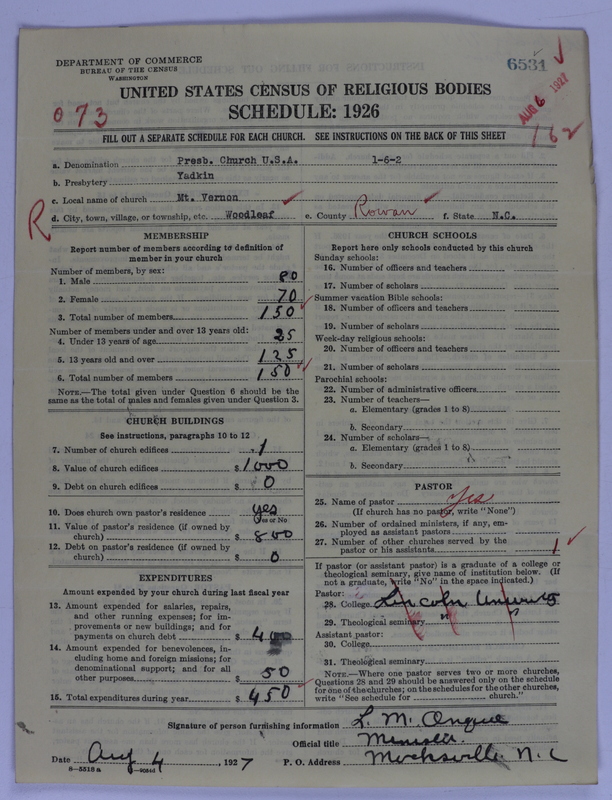 DEPARTMENT OF COMMERCE
BUREAU OF THE CENSUS
WASHINGTON
6531
AUG 6 1927
UNITED STATES CENSUS OF RELIGIOUS BODIES
SCHEDULE: 1926
073
162
FILL OUT A SEPARATE SCHEDULE FOR EACH CHURCH. SEE INSTRUCTIONS ON THE BACK OF THIS SHEET
a. Denomination Presb. Church U.S.A. 1-6-2
b. Presbytery Yadkin
c. Local name of church Mt. Vernon
R
d. City, town, village, or township, etc. Woodleaf e. County Rowan f. State N.C.
MEMBERSHIP
Report number of members according to definition of
member in your church
Number of members, by sex:
1. Male 80
2. Female 70
3. Total number of members 150
Number of members under and over 13 years old:
4. Under 13 years of age 25
5. 13 years old and over 125
6. Total number of members 150
NOTE.—The total given under Question 6 should be the
same as the total of males and females given under Question 3.
CHURCH BUILDINGS
See instructions, paragraphs 10 to 12
7. Number of church edifices 1
8. Value of church edifices $ 1000
9. Debt on church edifices $ 0
10. Does church own pastor's residence yes
Yes or No
11. Value of pastor's residence (if owned by
church) $ 800
12. Debt on pastor's residence (if owned by
church) $ 0
EXPENDITURES
Amount expended by your church during last fiscal year
13. Amount expended for salaries, repairs,
and other running expenses; for im-
provements or new buildings; and for
payments on church debt $ 400
14. Amount expended for benevolences, in-
cluding home and foreign missions; for
denominational support; and for all
other purposes $ 50
15. Total expenditures during year $ 450
CHURCH SCHOOLS
Report here only schools conducted by this church
Sunday schools:
16. Number of officers and teachers
17. Number of scholars
Summer vacation Bible schools:
18. Number of officers and teachers
19. Number of scholars
Week-day religious schools:
20. Number of officers and teachers
21. Number of scholars
Parochial schools:
22. Number of administrative officers
23. Number of teachers—
a. Elementary (grades 1 to 8)
b. Secondary
24. Number of scholars—
a. Elementary (grades 1 to 8)
b. Secondary
PASTOR
25. Name of pastor Yes
(If church has no pastor, write "None")
26. Number of ordained ministers, if any, em-
ployed as assistant pastors
27. Number of other churches served by the
pastor or his assistants 1
If pastor (or assistant pastor) is a graduate of a college or
theological seminary, give name of institution below. (If
not a graduate, write "No" in the space indicated.)
Pastor:
28. College Lincoln
29. Theological seminary " "
Assistant pastor:
30. College
31. Theological seminary
NOTE.—Where one pastor serves two or more churches,
Questions 28 and 29 should be answered only on the schedule
for one of the churches; on the schedules for the other churches,
write "See schedule for church."
Signature of person furnishing information L. M. Onque
Official title Minister.
Date Aug 4, 1927 P. O. Address Mocksville N. C
8—5518 a